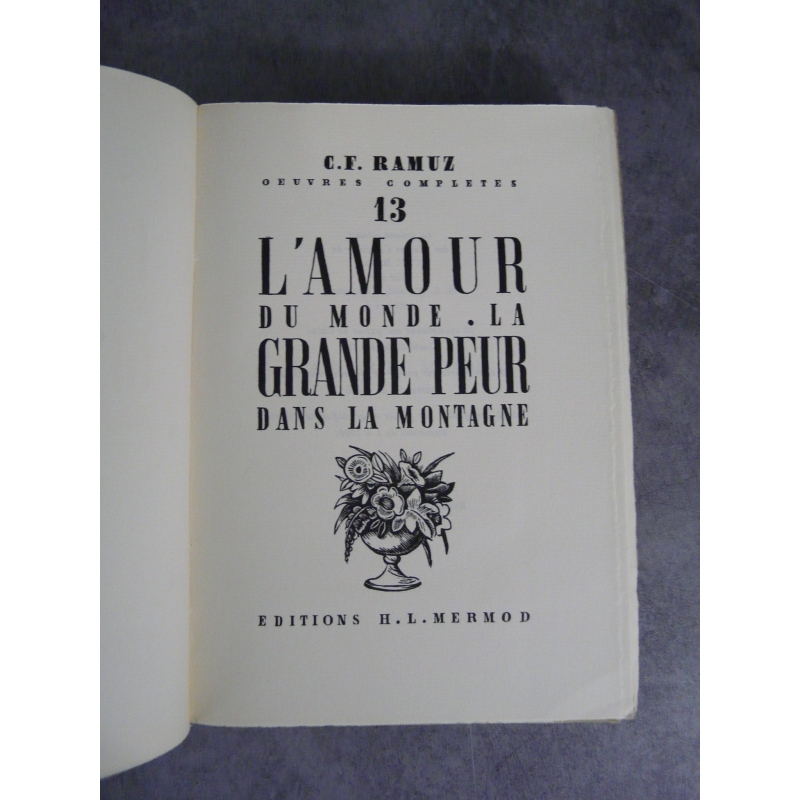 C.F. RAMUZ
OEUVRES COMPLETES
13
L'AMOUR
DU MONDE . LA
GRANDE PEUR
DANS LA MONTAGNE
EDITIONS H.L.MERMOD